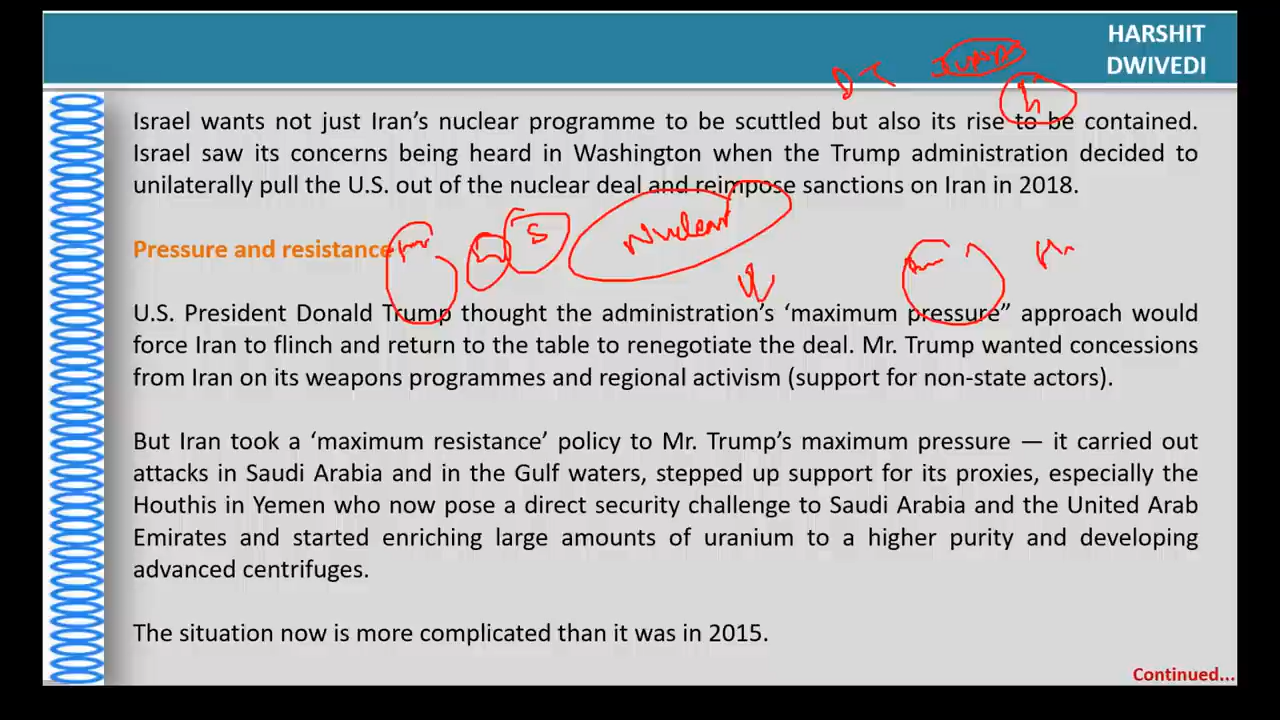 HARSHIT
DWIVEDI
Israel wants not just Iran's nuclear programme to be scuttled but also its rise to be contained.
Israel saw its concerns being heard in Washington when the Trump administration decided to
unilaterally pull the U.S. out of the nuclear deal and reimpose sanctions on Iran in 2018.
Nuclear
S
Pressure and resistance
U.S. President Donald Trump thought the administration's ‘maximum pressure” approach would
force Iran to flinch and return to the table to renegotiate the deal. Mr. Trump wanted concessions
from Iran on its weapons programmes and regional activism (support for non-state actors).
But Iran took a ‘maximum resistance’ policy to Mr. Trump's maximum pressure — it carried out
attacks in Saudi Arabia and in the Gulf waters, stepped up support for its proxies, especially the
Houthis in Yemen who now pose a direct security challenge to Saudi Arabia and the United Arab
Emirates and started enriching large amounts of uranium to a higher purity and developing
advanced centrifuges.
The situation now is more complicated than it was in 2015.
Continued...